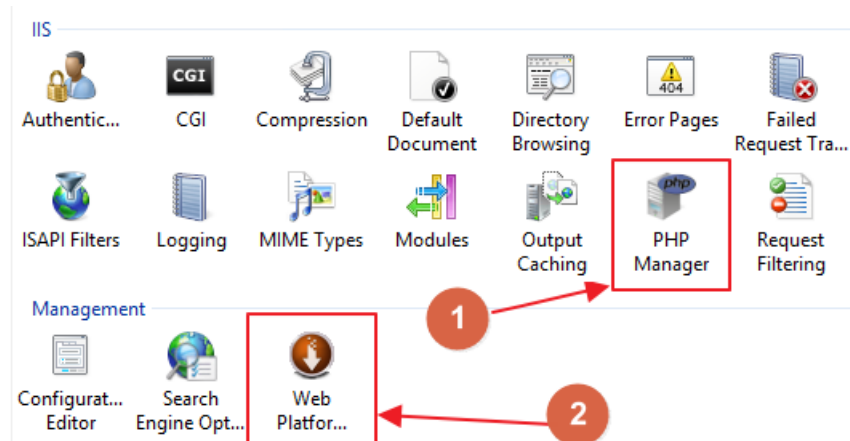 IIS
CGI
404
Authentic...
CGI
Compression
Default
Document
Directory
Browsing
Error Pages
Failed
Request Tra...
php
ISAPI Filters
Logging
MIME Types
Modules
Output
Caching
PHP
Manager
Request
Filtering
1
Management
Configurat...
Editor
Search
Engine Opt...
Web
Platfor...
2